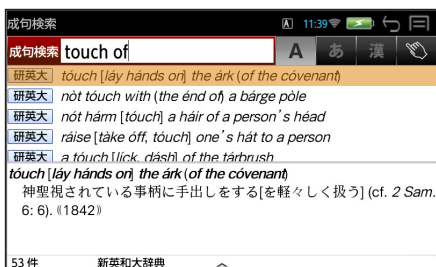 成句検索 A 11:39
成句検索 touch of A あ 漢
研英大 tóuch [láy hánds on] the árk (of the cóvenant)
研英大 nòt tóuch with (the énd of) a bárge pòle
研英大 nót hárm [tóuch] a háir of a person's héad
研英大 ráise [tàke óff, tóuch] one's hát to a person
研英大 a tóuch [líck, dásh] of the tárbrush
tóuch [láy hánds on] the árk (of the cóvenant)
神聖視されている事柄に手出しをする[を軽々しく扱う] (cf. 2 Sam.
6: 6).《1842》
53 件 新英和大辞典